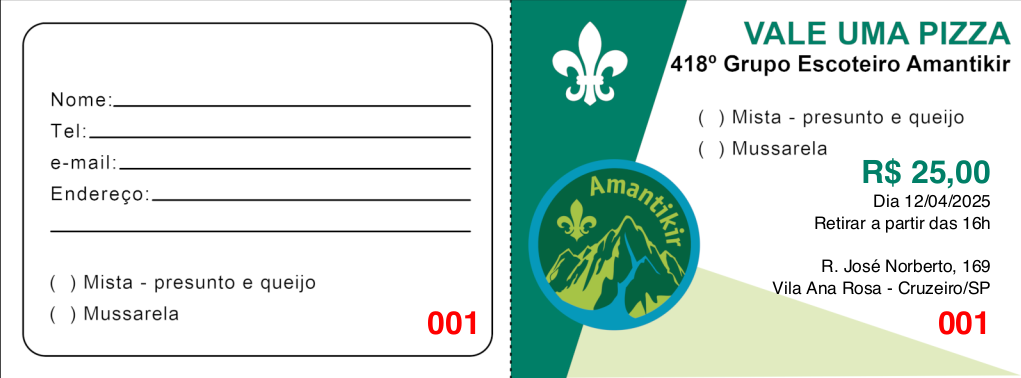 Nome:
Tel:
e-mail:
Endereço:
( ) Mista - presunto e queijo
( ) Mussarela
001
VALE UMA PIZZA
418º Grupo Escoteiro Amantikir
( ) Mista - presunto e queijo
( ) Mussarela
R$ 25,00
Dia 12/04/2025
Retirar a partir das 16h
Amantikir
R. José Norberto, 169
Vila Ana Rosa - Cruzeiro/SP
001